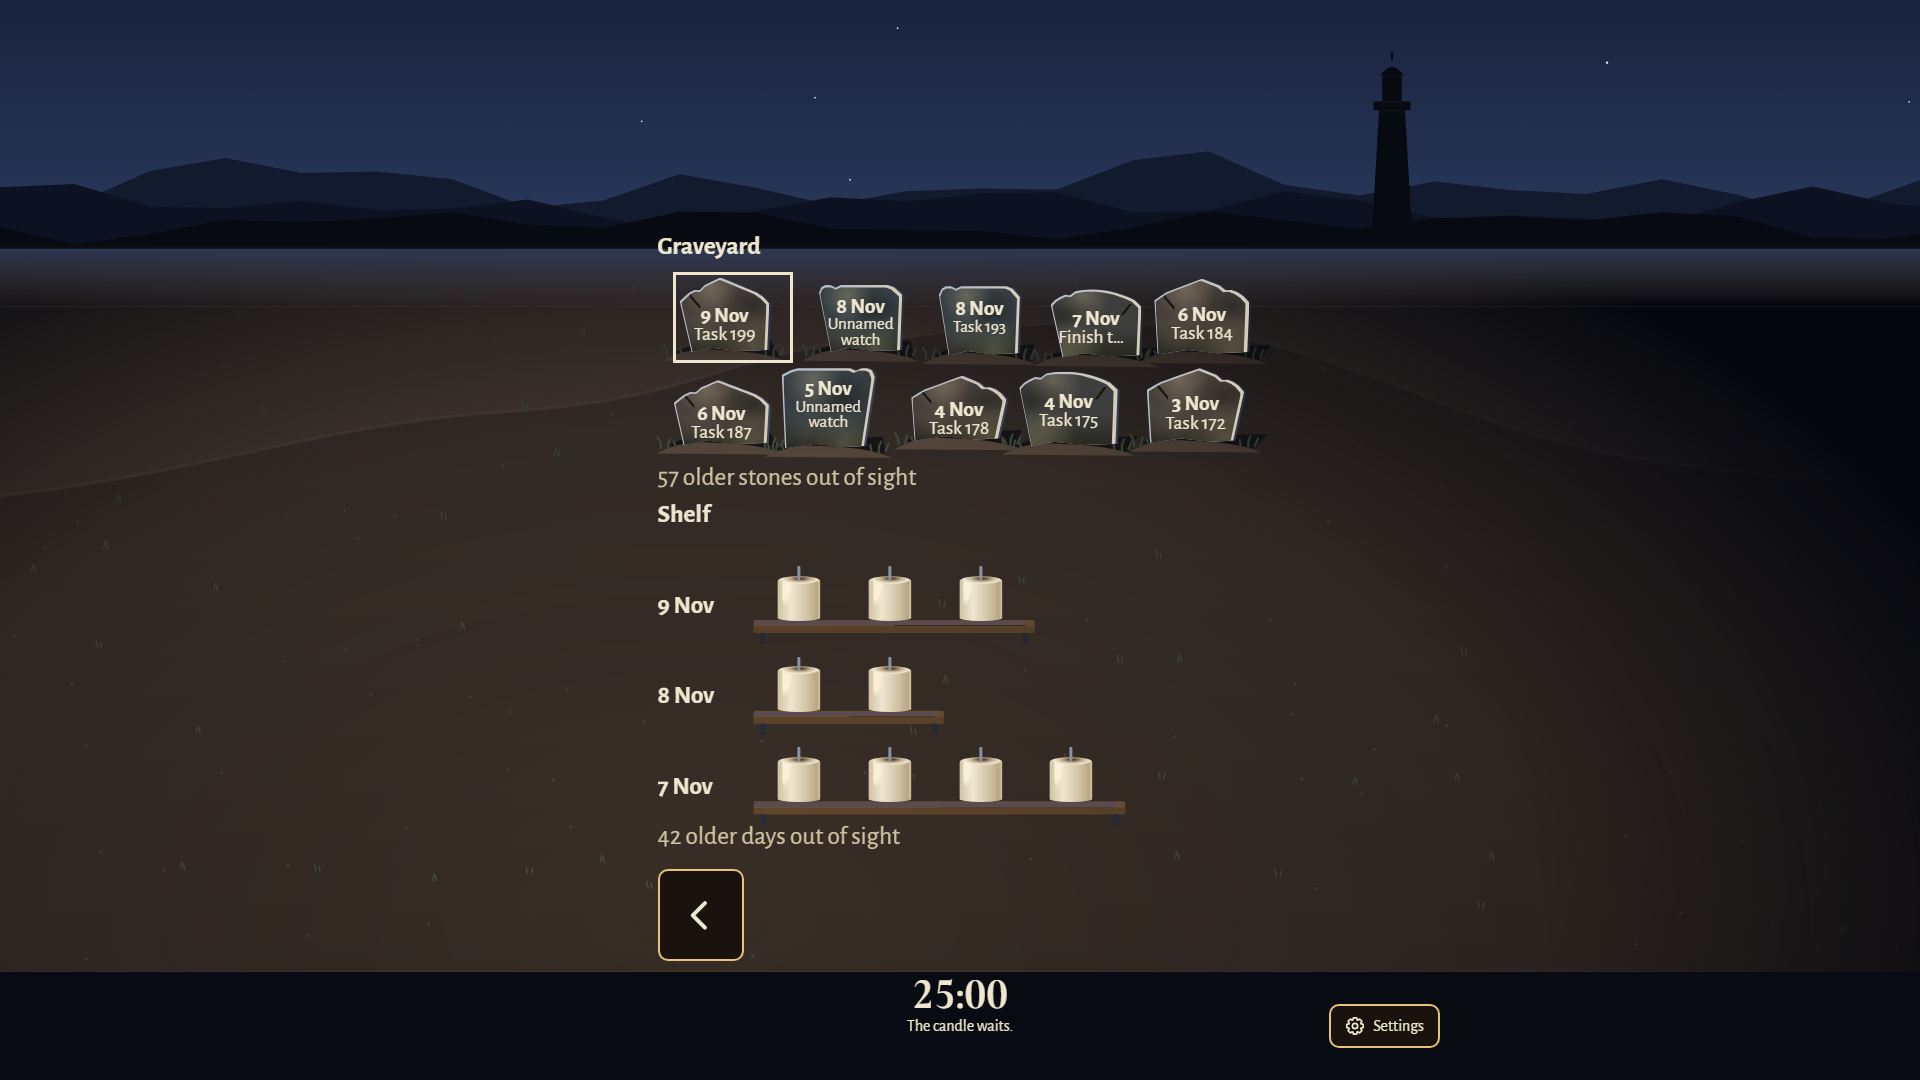 Graveyard
9 Nov
Task 199
8 Nov
Unnamed
watch
8 Nov
Task 193
7 Nov
Finish t...
6 Nov
Task 184
6 Nov
Task 187
5 Nov
Unnamed
watch
4 Nov
Task 178
4 Nov
Task 175
3 Nov
Task 172
57 older stones out of sight
Shelf
9 Nov
8 Nov
7 Nov
42 older days out of sight
25:00
The candle waits.
Settings